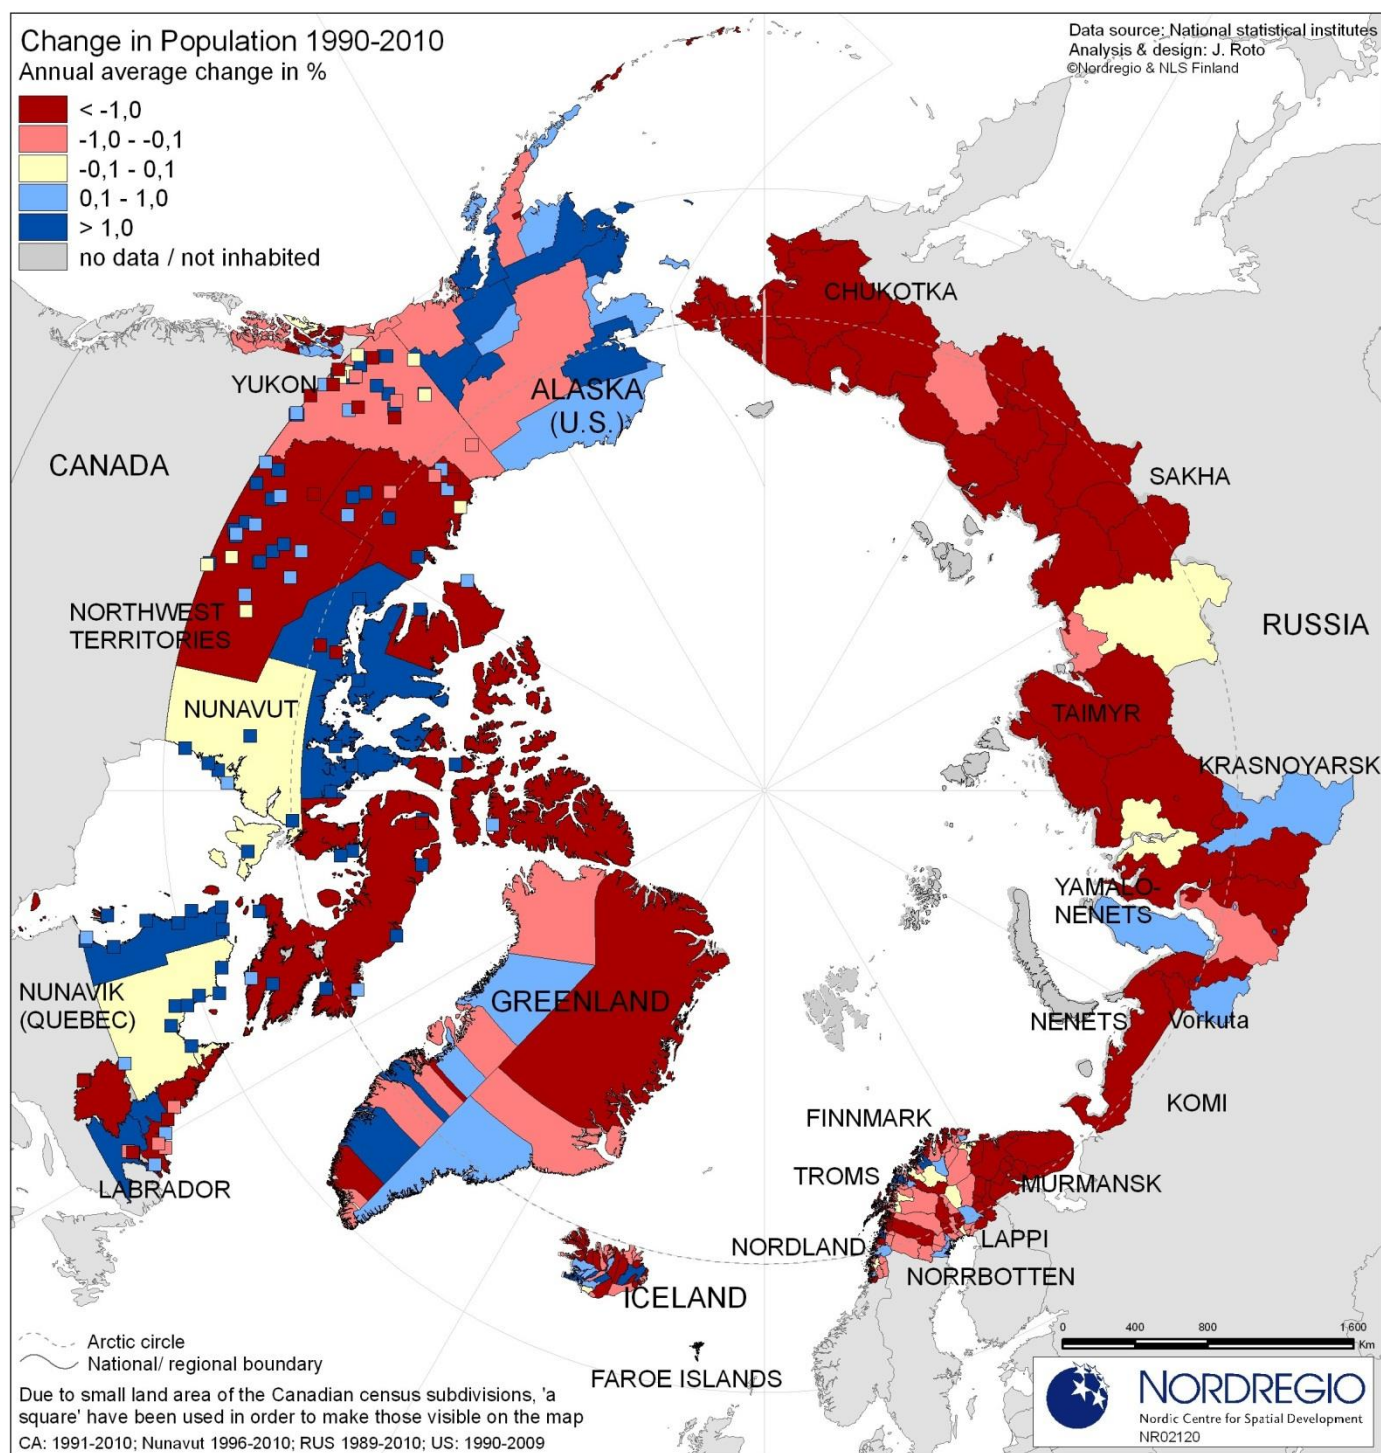 Change in Population 1990-2010
Annual average change in %
< -1,0
-1,0 - -0,1
-0,1 - 0,1
0,1 - 1,0
> 1,0
no data / not inhabited
Data source: National statistical institutes
Analysis & design: J. Roto
©Nordregio & NLS Finland
CHUKOTKA
YUKON
ALASKA
(U.S.)
CANADA
SAKHA
NORTHWEST
TERRITORIES
RUSSIA
NUNAVUT
TAIMYR
KRASNOYARSK
YAMALO-
NENETS
NUNAVIK
(QUEBEC)
GREENLAND
NENETS
Vorkuta
KOMI
FINNMARK
TROMS
MURMANSK
LABRADOR
NORDLAND
LAPPI
NORRBOTTEN
ICELAND
FAROE ISLANDS
0 400 800 1 600
Km
Arctic circle
National/ regional boundary
Due to small land area of the Canadian census subdivisions, 'a
square' have been used in order to make those visible on the map
CA: 1991-2010; Nunavut 1996-2010; RUS 1989-2010; US: 1990-2009
NORDREGIO
Nordic Centre for Spatial Development
NR02120